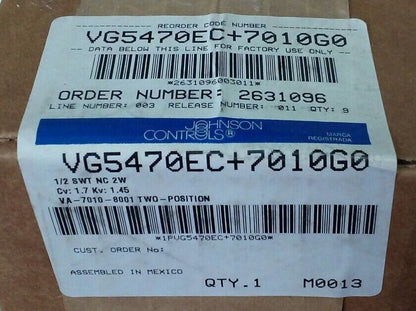 REORDER CODE NUMBER
VG5470EC+7010G0
DATA BELOW THIS LINE FOR FACTORY USE ONLY
*2631096003011*
ORDER NUMBER: 2631096
LINE NUMBER: 003 RELEASE NUMBER: 011 QTY: 9
JOHNSON
CONTROLS®
MARCA
REGISTRADA
VG5470EC+7010G0
1/2 SWT NC 2W
Cv: 1.7 Kv: 1.45
VA-7010-8001 TWO-POSITION
*1PVG5470EC+7010G0*
CUST. ORDER No:
ASSEMBLED IN MEXICO
QTY.1 M0013